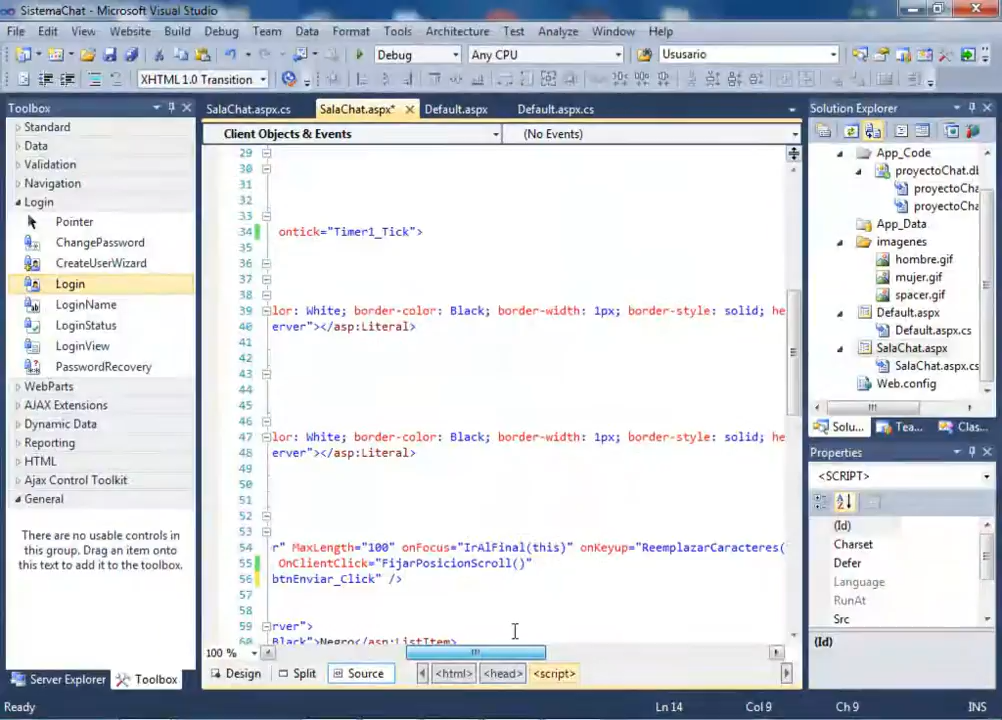 SistemaChat - Microsoft Visual Studio
File Edit View Website Build Debug Team Data Format Tools Architecture Test Analyze Window Help
Debug Any CPU Ususario
XHTML 1.0 Transition
Toolbox
Standard
Data
Validation
Navigation
Login
Pointer
ChangePassword
CreateUserWizard
Login
LoginName
LoginStatus
LoginView
PasswordRecovery
WebParts
AJAX Extensions
Dynamic Data
Reporting
HTML
Ajax Control Toolkit
General
There are no usable controls in
this group. Drag an item onto
this text to add it to the toolbox.
Server Explorer Toolbox
SalaChat.aspx.cs SalaChat.aspx* Default.aspx Default.aspx.cs
Client Objects & Events (No Events)
29
30
31
32
33
34 ontick="Timer1_Tick">
35
36
37
38
39 lor: White; border-color: Black; border-width: 1px; border-style: solid; he
40 erver"></asp:Literal>
41
42
43
44
45
46
47 lor: White; border-color: Black; border-width: 1px; border-style: solid; he
48 erver"></asp:Literal>
49
50
51
52
53
54 r" MaxLength="100" onFocus="IrAlFinal(this)" onKeyup="ReemplazarCaracteres(
55 OnClientClick="FijarPosicionScroll()"
56 btnEnviar_Click" />
57
58
59 rver">
60 Black">Negro</asp:ListItem>
100 %
Design Split Source <html> <head> <script>
Solution Explorer
App_Code
proyectoChat.db
proyectoCha
proyectoCha
App_Data
imagenes
hombre.gif
mujer.gif
spacer.gif
Default.aspx
Default.aspx.cs
SalaChat.aspx
SalaChat.aspx.cs
Web.config
Solu... Tea... Clas...
Properties
<SCRIPT>
(Id)
Charset
Defer
Language
RunAt
Src
(Id)
Ready Ln 14 Col 9 Ch 9 INS